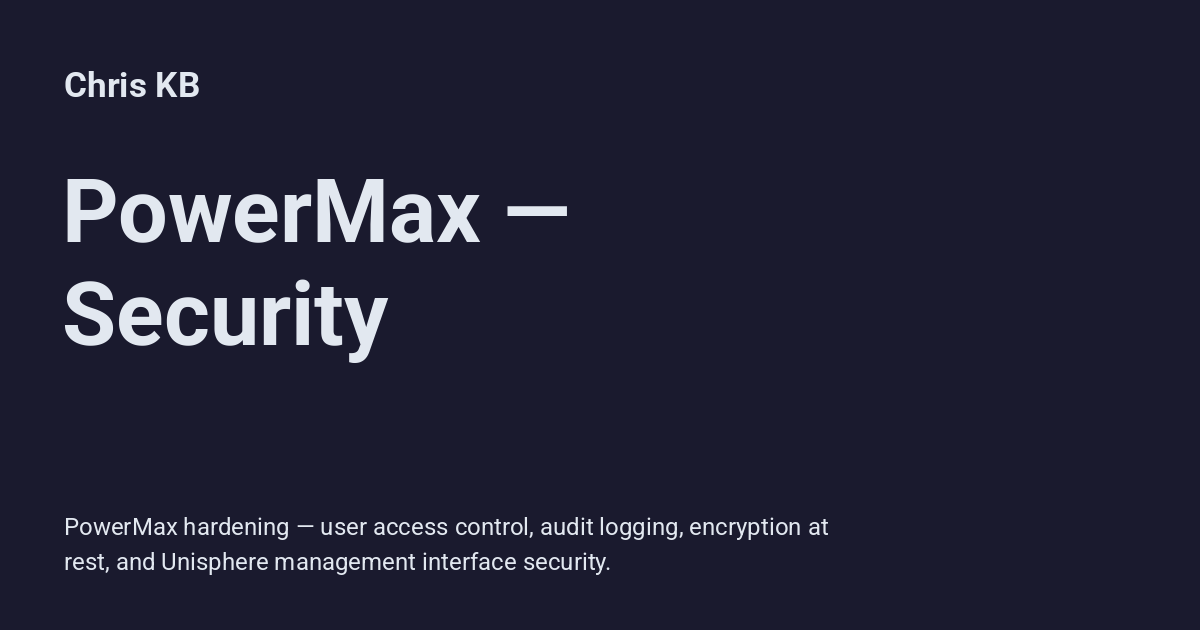 Chris KB
PowerMax —
Security
PowerMax hardening — user access control, audit logging, encryption at
rest, and Unisphere management interface security.